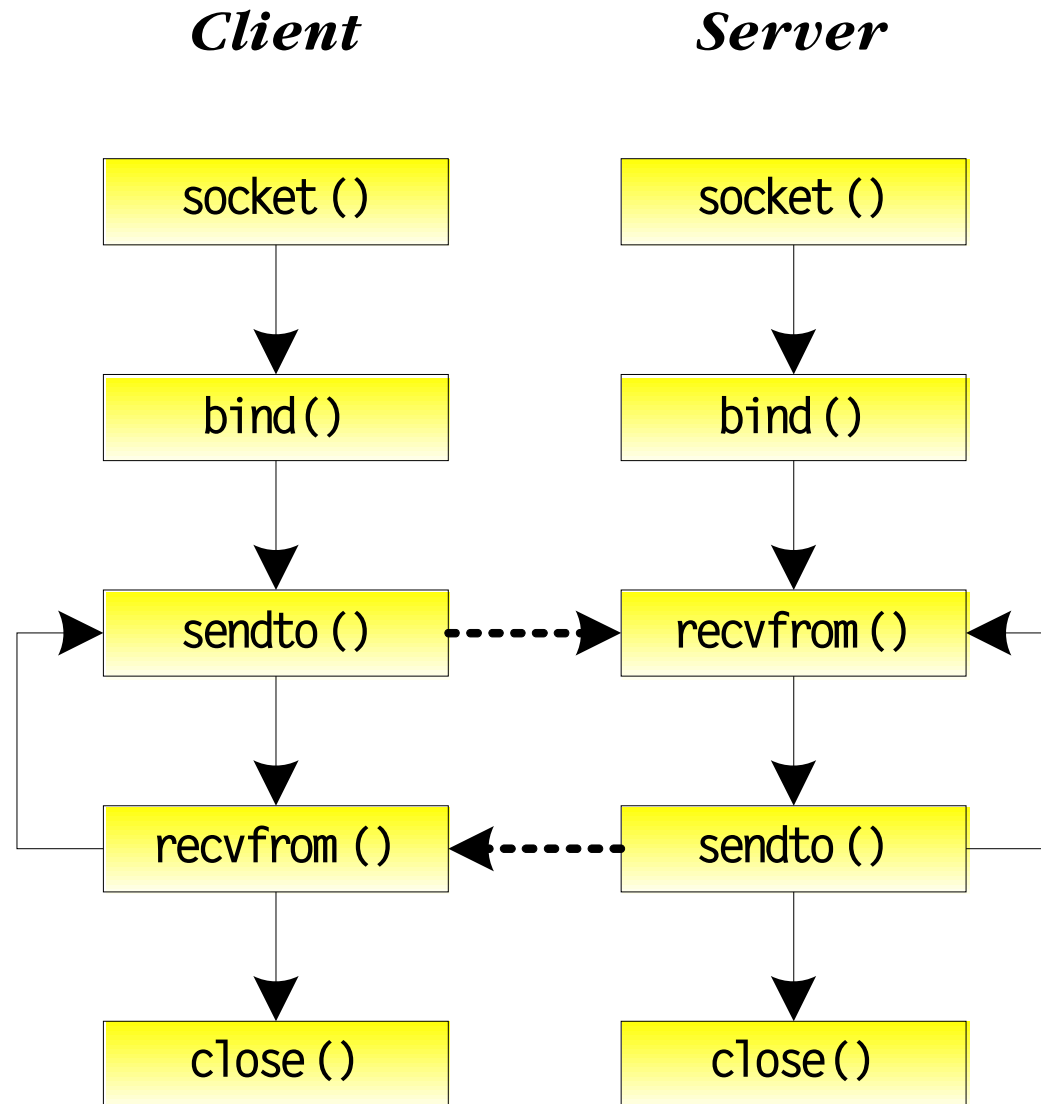 Client Server
socket() socket()
bind() bind()
sendto() recvfrom()
recvfrom() sendto()
close() close()